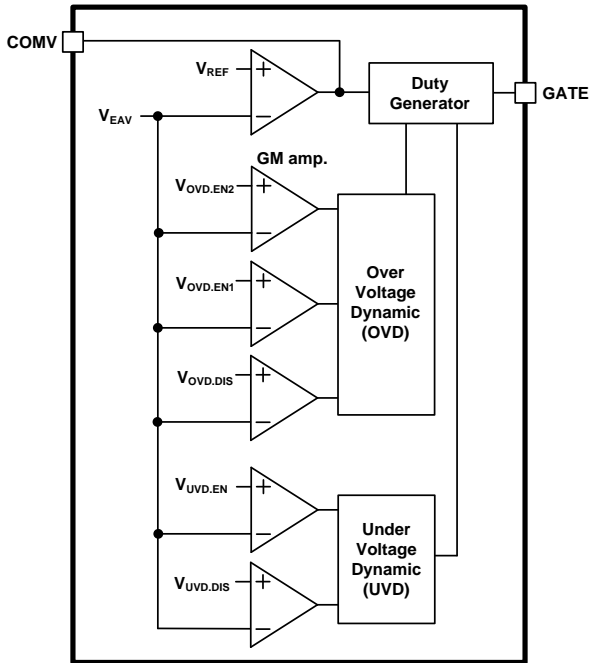 COMV
V_REF
+
−
V_EAV
Duty
Generator
GATE
GM amp.
V_OVD.EN2
+
−
V_OVD.EN1
+
−
Over
Voltage
Dynamic
(OVD)
V_OVD.DIS
+
−
V_UVD.EN
+
−
Under
Voltage
Dynamic
(UVD)
V_UVD.DIS
+
−